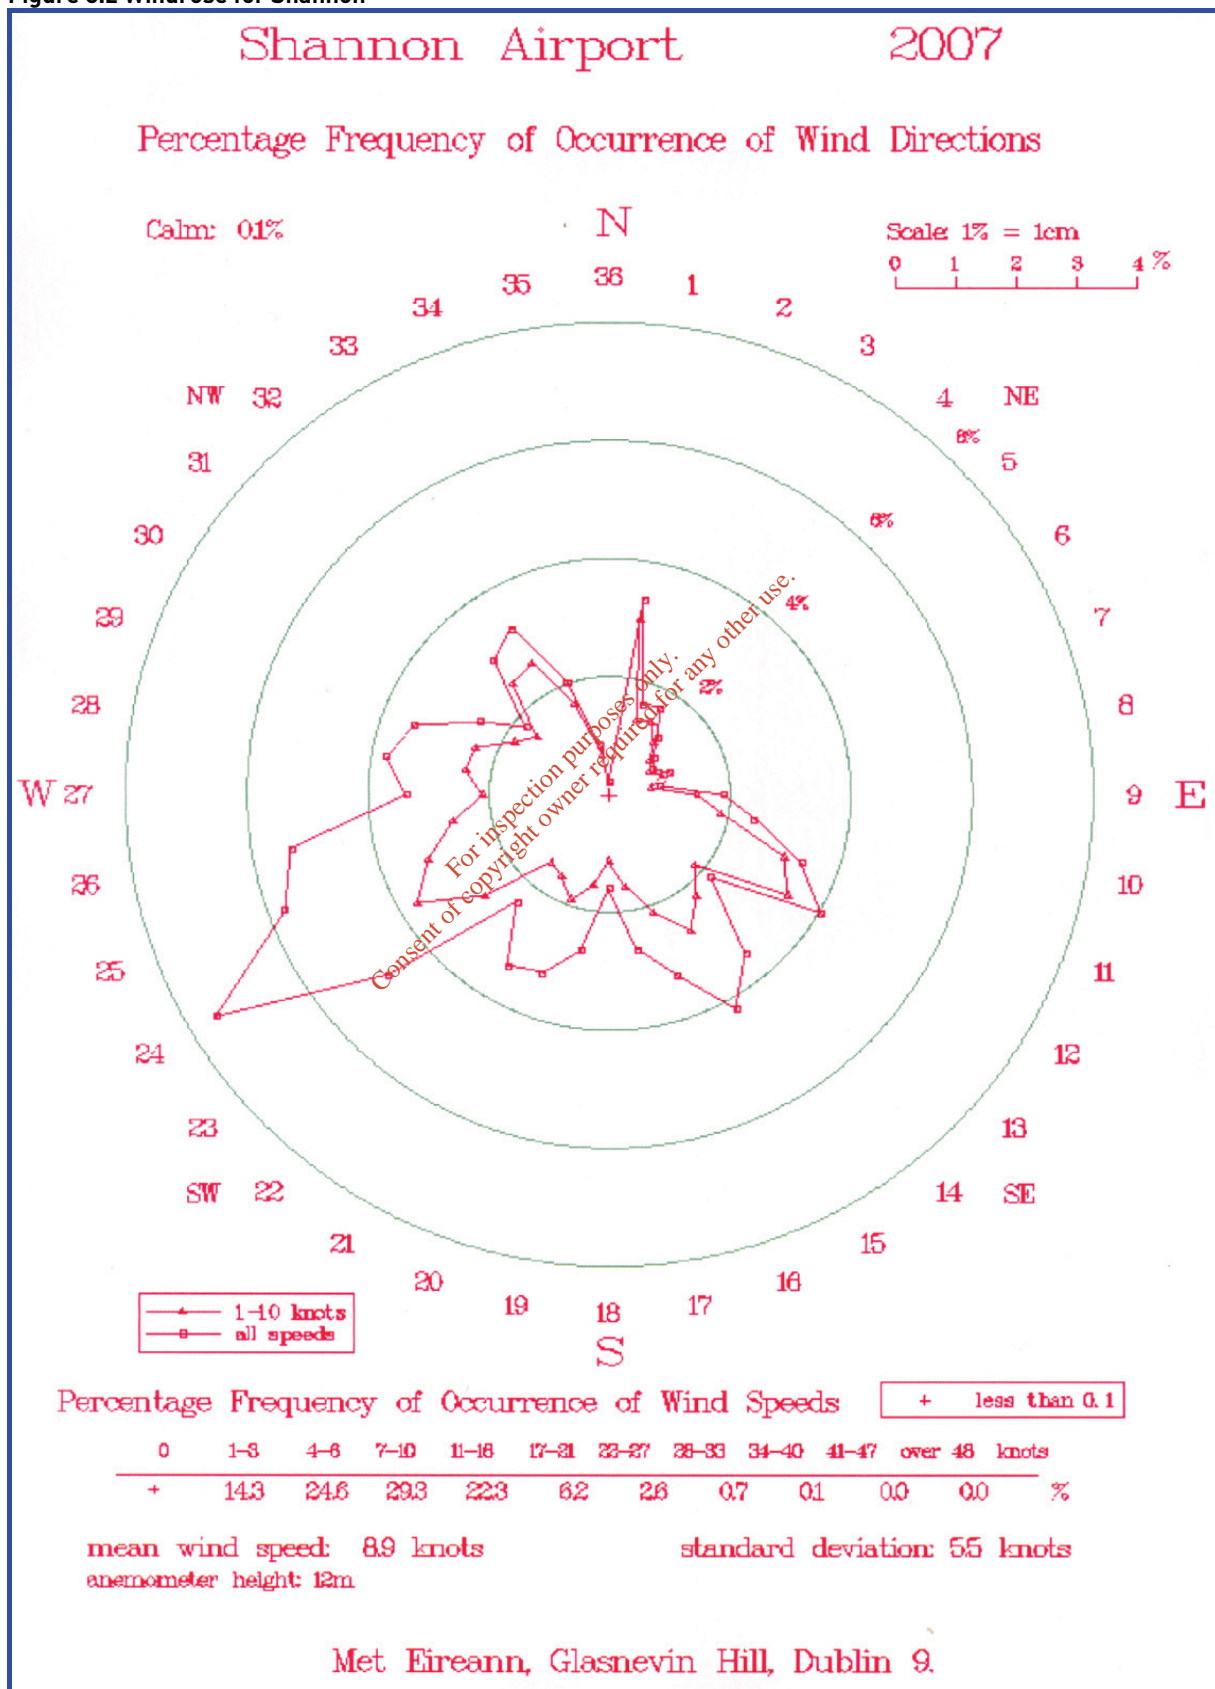 Figure 8.2 Windrose for Shannon
Shannon Airport 2007
Percentage Frequency of Occurrence of Wind Directions
Calm: 0.1%
N
Scale: 1% = 1cm
0 1 2 3 4 %
36
35
1
34
2
33
3
NW
32
4
NE
8%
31
5
6%
30
6
4%
29
7
2%
28
8
W
27
9
E
26
10
25
11
24
12
23
13
SW
22
14
SE
21
15
20
16
19
17
18
S
For inspection purposes only.
Consent of copyright owner required for any other use.
1-10 knots
all speeds
Percentage Frequency of Occurrence of Wind Speeds
+ less than 0.1
0 1-3 4-6 7-10 11-16 17-21 22-27 28-33 34-40 41-47 over 48 knots
+ 14.3 24.6 29.3 22.3 6.2 2.6 0.7 0.1 0.0 0.0 %
mean wind speed: 8.9 knots
standard deviation: 5.5 knots
anemometer height: 12m
Met Eireann, Glasnevin Hill, Dublin 9.